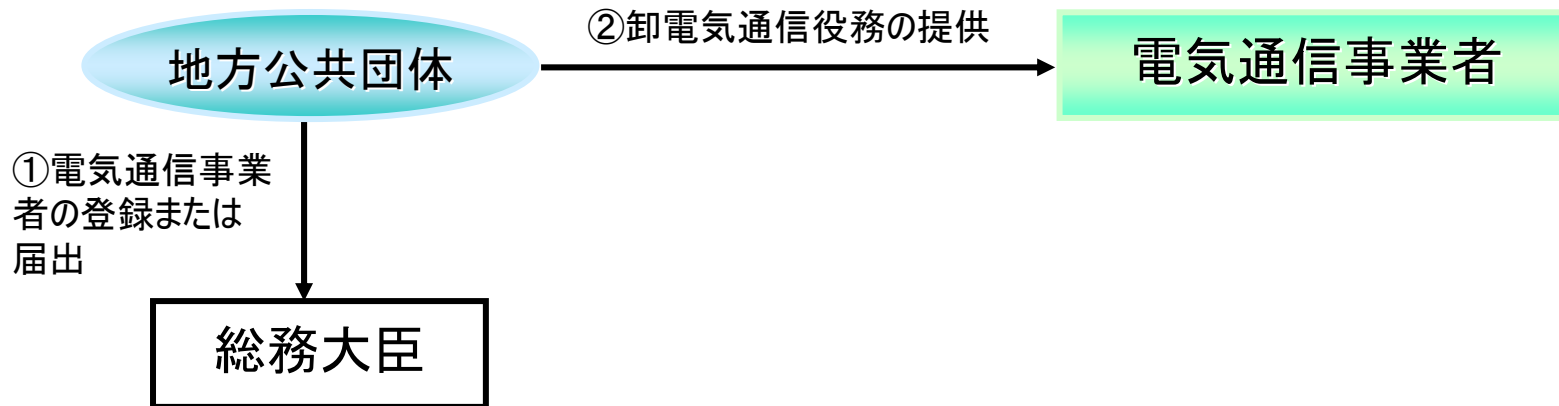 ②卸電気通信役務の提供
地方公共団体
電気通信事業者
①電気通信事業
者の登録または
届出
総務大臣